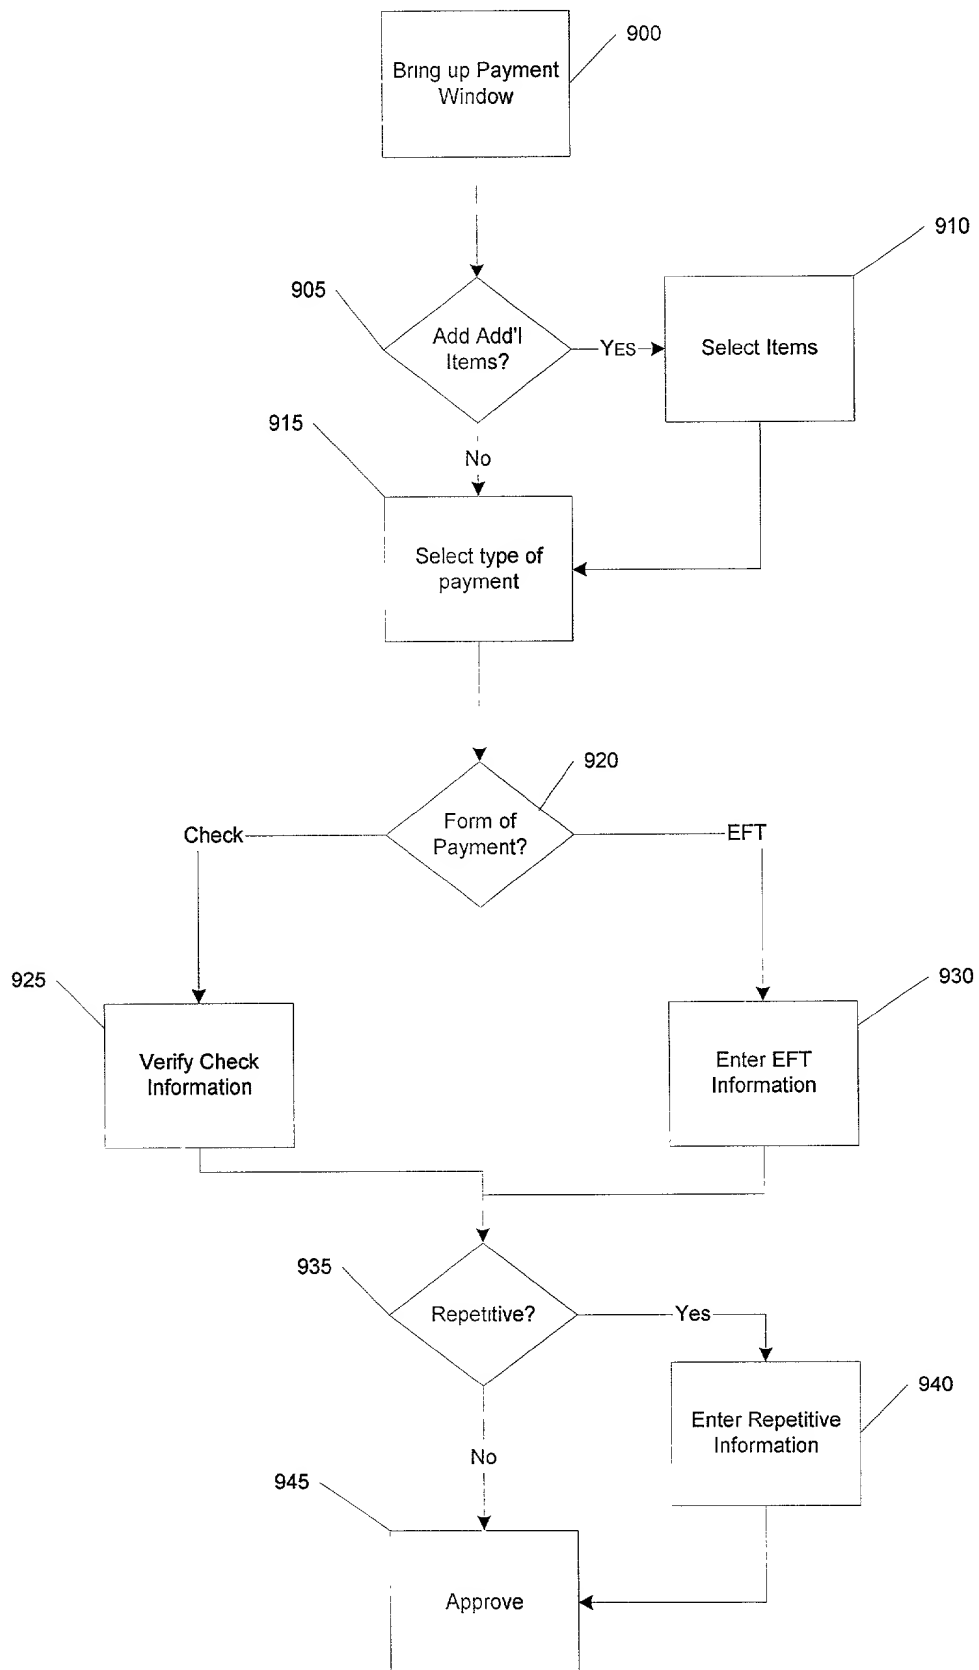 900
Bring up Payment
Window
910
905
Add Add'l
Items?
YES
Select Items
915
No
Select type of
payment
920
Form of
Payment?
Check
EFT
925
930
Verify Check
Information
Enter EFT
Information
935
Repetitive?
Yes
940
Enter Repetitive
Information
No
945
Approve